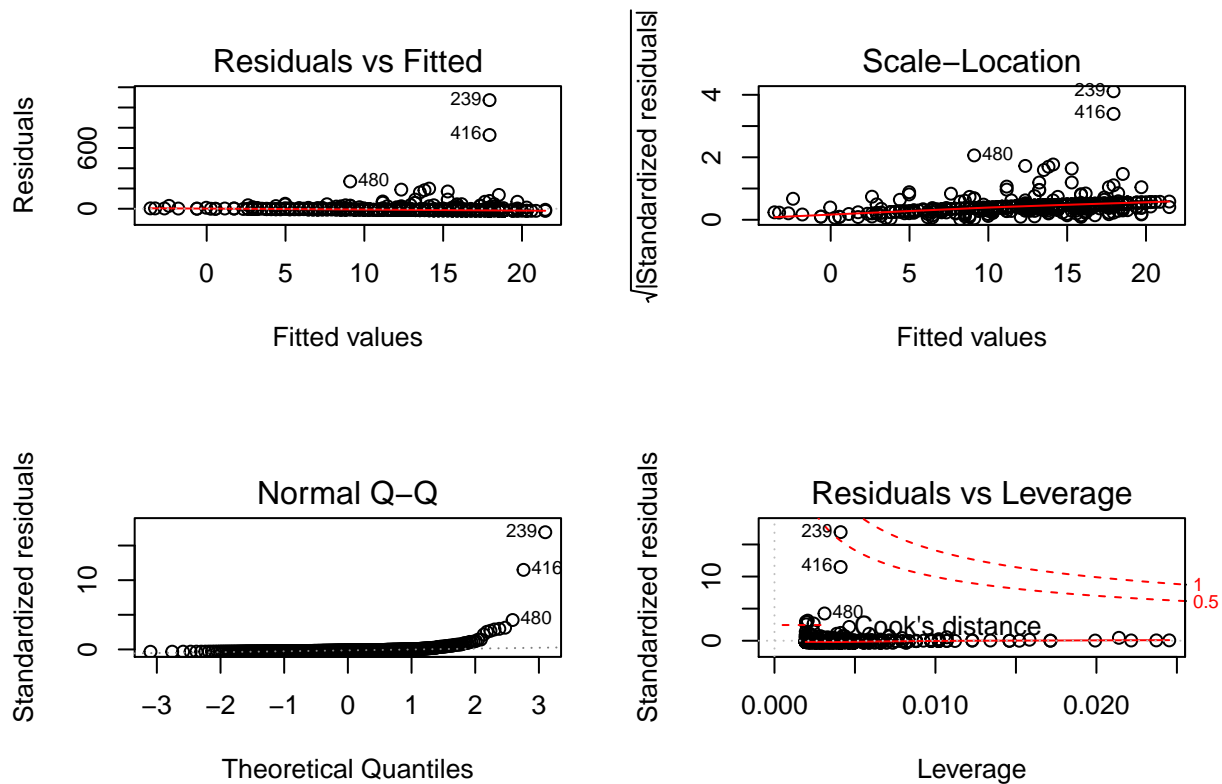 Residuals vs Fitted
Residuals
0
600
239
416
480
0 5 10 15 20
Fitted values
Scale−Location
√|Standardized residuals|
0
2
4
239
416
480
0 5 10 15 20
Fitted values
Normal Q−Q
Standardized residuals
0
10
239
416
480
−3 −2 −1 0 1 2 3
Theoretical Quantiles
Residuals vs Leverage
Standardized residuals
0
10
239
416
480
Cook's distance
1
0.5
0.000 0.010 0.020
Leverage